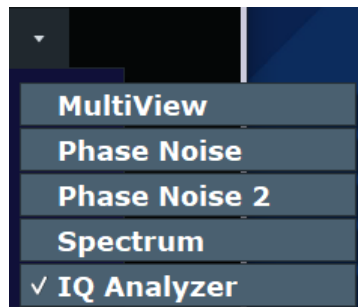 MultiView
Phase Noise
Phase Noise 2
Spectrum
✓ IQ Analyzer